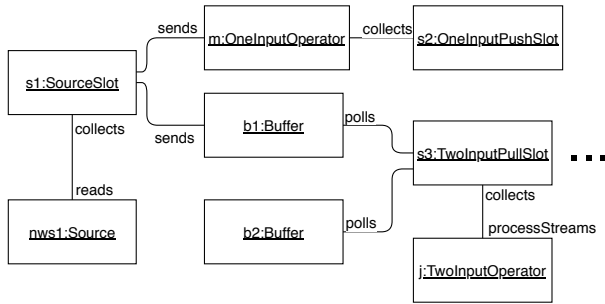 sends
m:OneInputOperator
collects
s2:OneInputPushSlot
s1:SourceSlot
collects
sends
b1:Buffer
polls
s3:TwoInputPullSlot
...
collects
reads
nws1:Source
b2:Buffer
polls
processStreams
j:TwoInputOperator